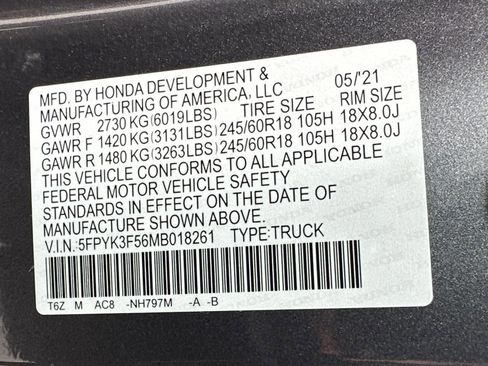 MFD. BY HONDA DEVELOPMENT & 05/'21
MANUFACTURING OF AMERICA, LLC
GVWR 2730 KG(6019LBS) TIRE SIZE RIM SIZE
GAWR F 1420 KG(3131LBS) 245/60R18 105H 18X8.0J
GAWR R 1480 KG(3263LBS) 245/60R18 105H 18X8.0J
THIS VEHICLE CONFORMS TO ALL APPLICABLE
FEDERAL MOTOR VEHICLE SAFETY
STANDARDS IN EFFECT ON THE DATE OF
MANUFACTURE SHOWN ABOVE.
V.I.N.:5FPYK3F56MB018261 TYPE:TRUCK
T6Z M AC8 -NH797M -A -B